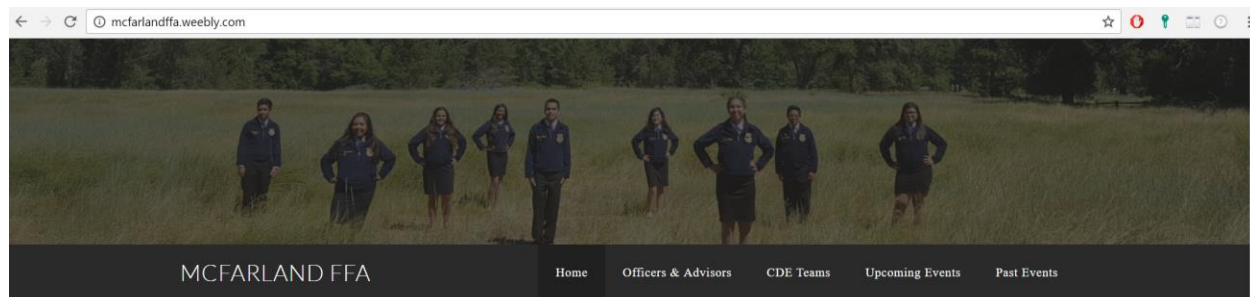 mcfarlandffa.weebly.com
MCFARLAND FFA Home Officers & Advisors CDE Teams Upcoming Events Past Events